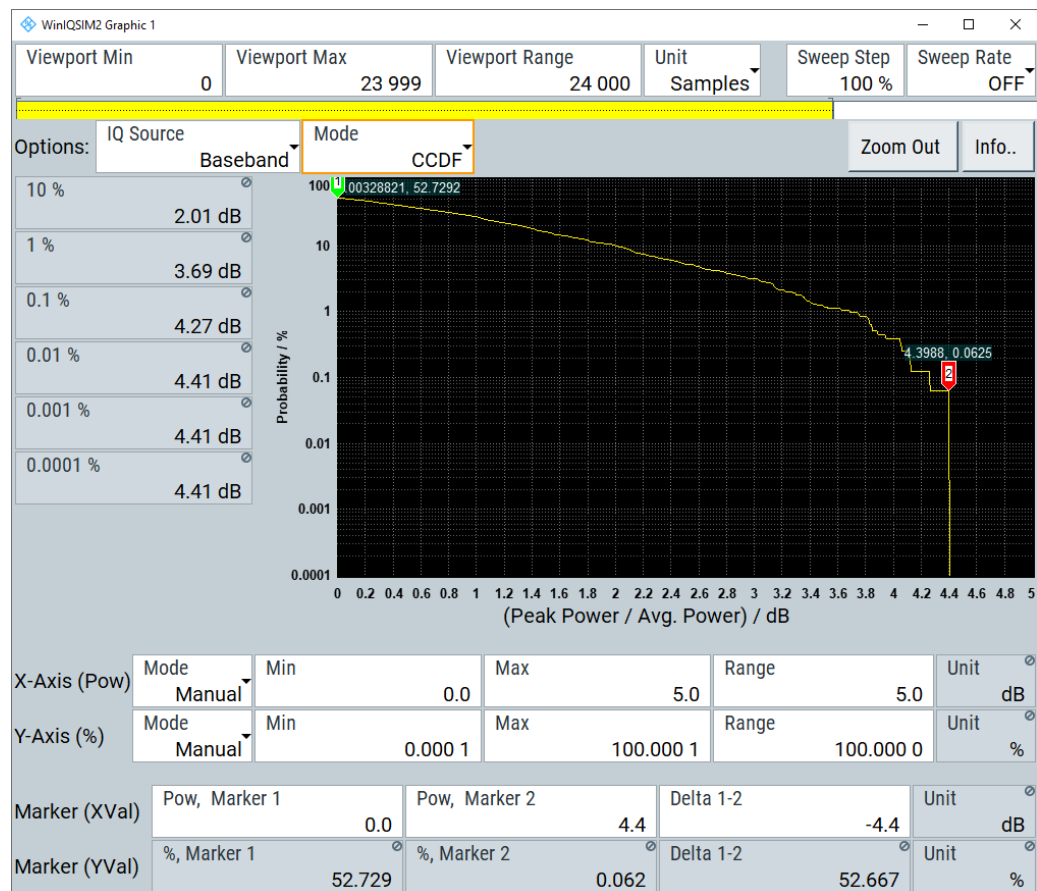 WinIQSIM2 Graphic 1
Viewport Min Viewport Max Viewport Range Unit Sweep Step Sweep Rate
0 23 999 24 000 Samples 100 % OFF
Options: IQ Source Mode Zoom Out Info..
Baseband CCDF
10 %
2.01 dB
1 %
3.69 dB
0.1 %
4.27 dB
0.01 %
4.41 dB
0.001 %
4.41 dB
0.0001 %
4.41 dB
100 1 00328821, 52.7292
10
1
0.1
0.01
0.001
0.0001
Probability / %
4.3988, 0.0625
2
0 0.2 0.4 0.6 0.8 1 1.2 1.4 1.6 1.8 2 2.2 2.4 2.6 2.8 3 3.2 3.4 3.6 3.8 4 4.2 4.4 4.6 4.8 5
(Peak Power / Avg. Power) / dB
X-Axis (Pow) Mode Min Max Range Unit
Manual 0.0 5.0 5.0 dB
Y-Axis (%) Mode Min Max Range Unit
Manual 0.000 1 100.000 1 100.000 0 %
Marker (XVal) Pow, Marker 1 Pow, Marker 2 Delta 1-2 Unit
0.0 4.4 -4.4 dB
Marker (YVal) %, Marker 1 %, Marker 2 Delta 1-2 Unit
52.729 0.062 52.667 %